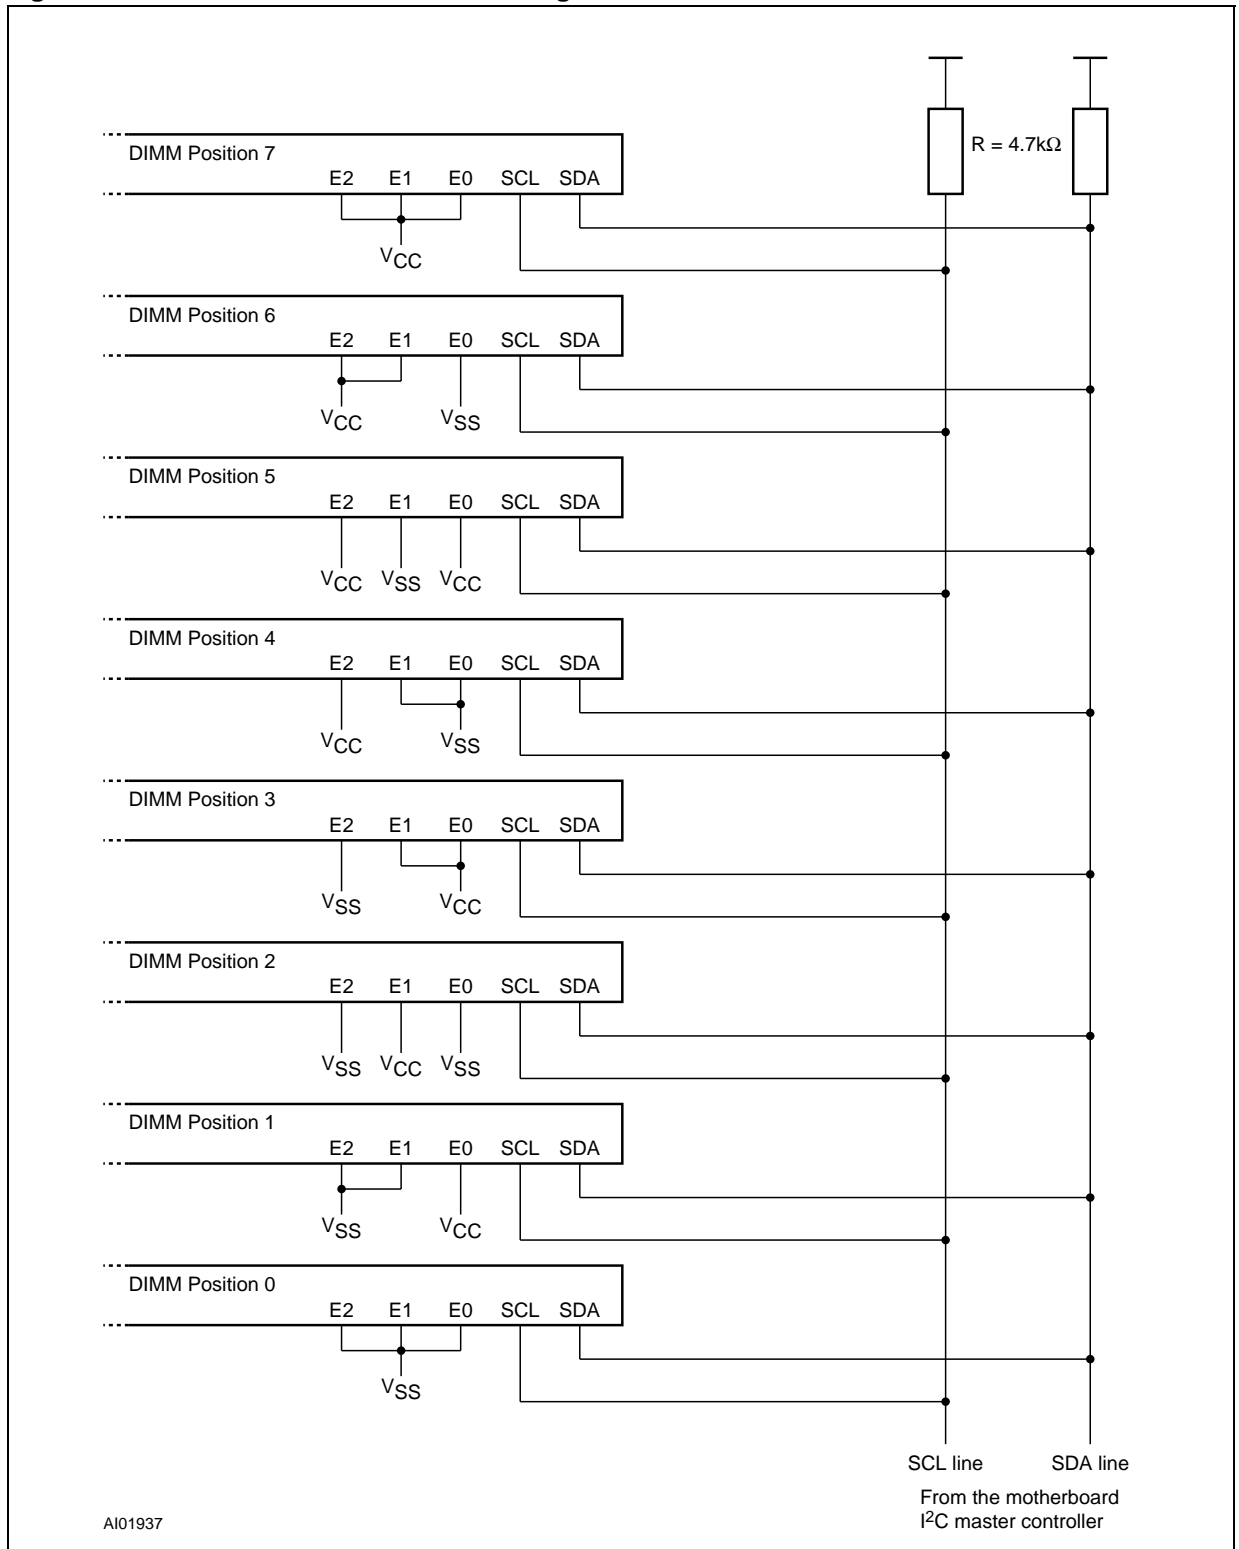 R = 4.7kΩ
DIMM Position 7
E2 E1 E0 SCL SDA
VCC
DIMM Position 6
E2 E1 E0 SCL SDA
VCC VSS
DIMM Position 5
E2 E1 E0 SCL SDA
VCC VSS VCC
DIMM Position 4
E2 E1 E0 SCL SDA
VCC VSS
DIMM Position 3
E2 E1 E0 SCL SDA
VSS VCC
DIMM Position 2
E2 E1 E0 SCL SDA
VSS VCC VSS
DIMM Position 1
E2 E1 E0 SCL SDA
VSS VCC
DIMM Position 0
E2 E1 E0 SCL SDA
VSS
SCL line SDA line
From the motherboard
I2C master controller
AI01937